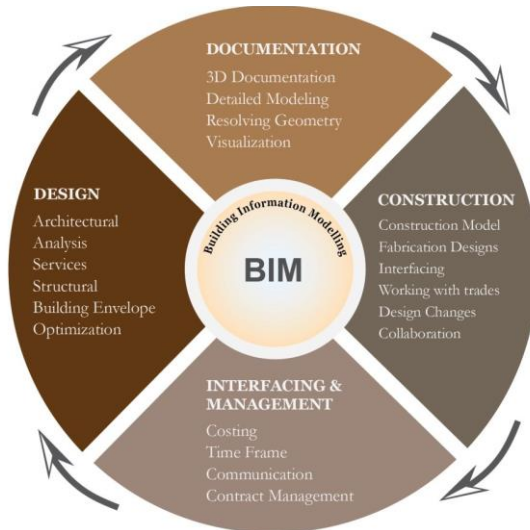 DOCUMENTATION
3D Documentation
Detailed Modeling
Resolving Geometry
Visualization
DESIGN
Architectural
Analysis
Services
Structural
Building Envelope
Optimization
Building Information Modelling
BIM
CONSTRUCTION
Construction Model
Fabrication Designs
Interfacing
Working with trades
Design Changes
Collaboration
INTERFACING &
MANAGEMENT
Costing
Time Frame
Communication
Contract Management